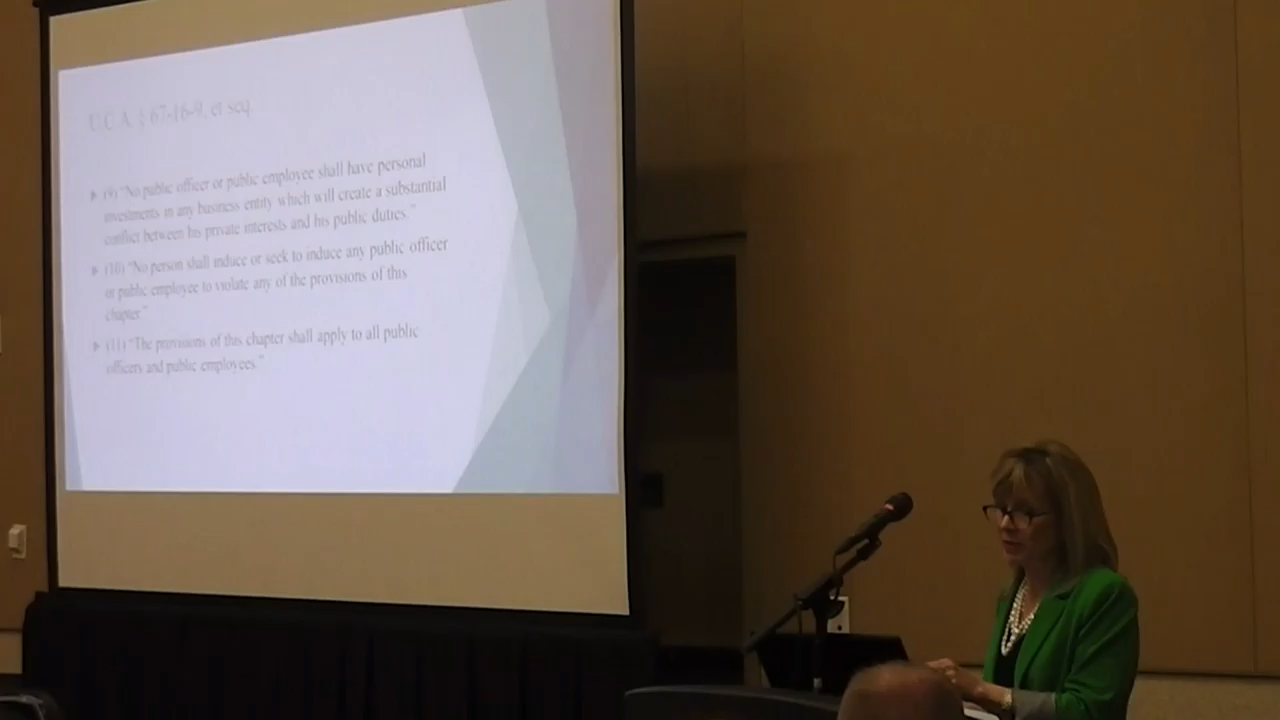 U.C.A. § 67-16-9, et seq.
(9) "No public officer or public employee shall have personal
investments in any business entity which will create a substantial
conflict between his private interests and his public duties."
(10) "No person shall induce or seek to induce any public officer
or public employee to violate any of the provisions of this
chapter."
(11) "The provisions of this chapter shall apply to all public
officers and public employees."